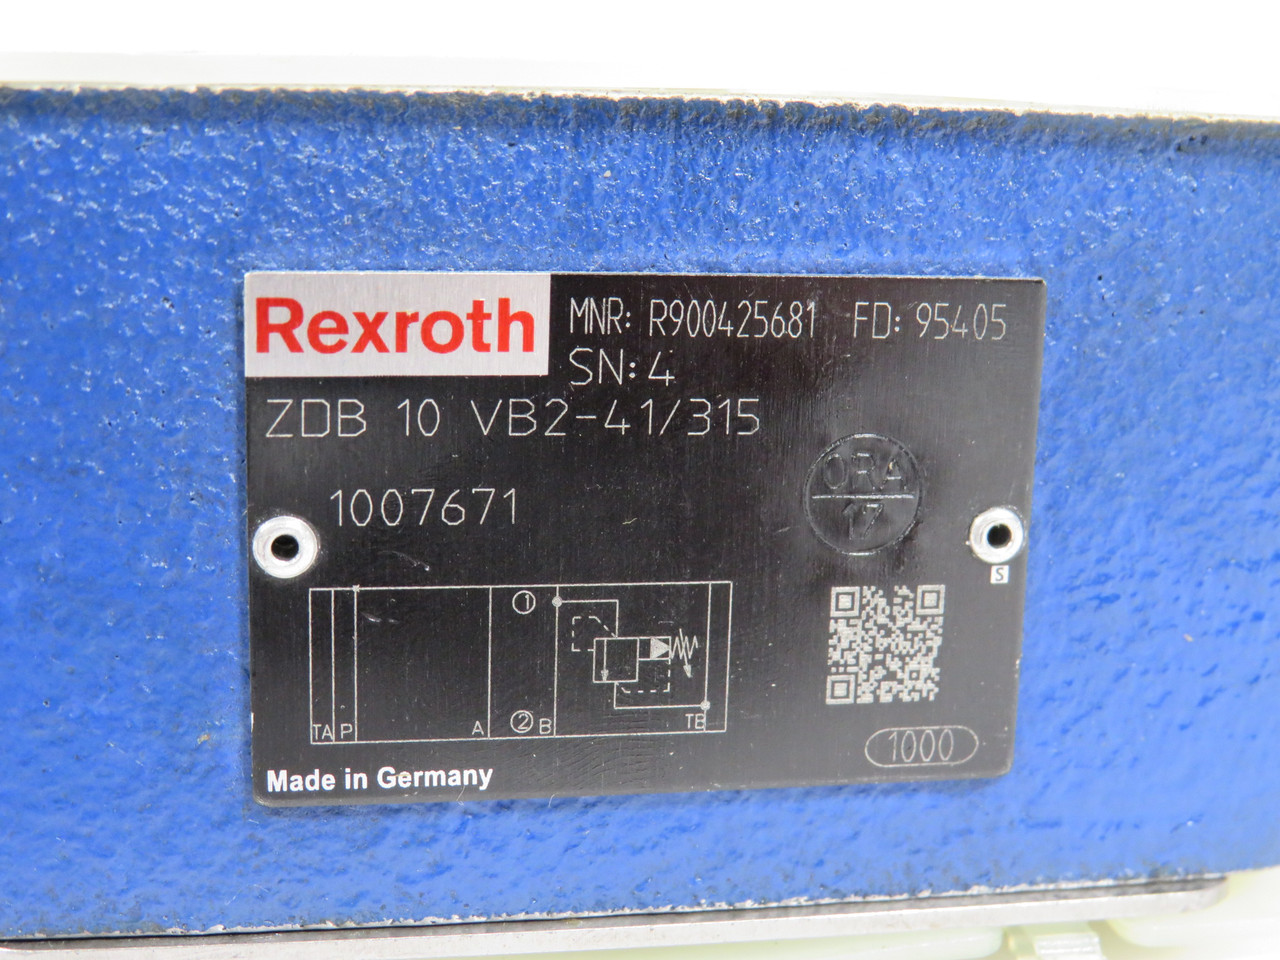 Rexroth
MNR: R900425681 FD: 95405
SN: 4
ZDB 10 VB2-41/315
1007671
ORA
17
S
1
2
TA P A B TB
1000
Made in Germany